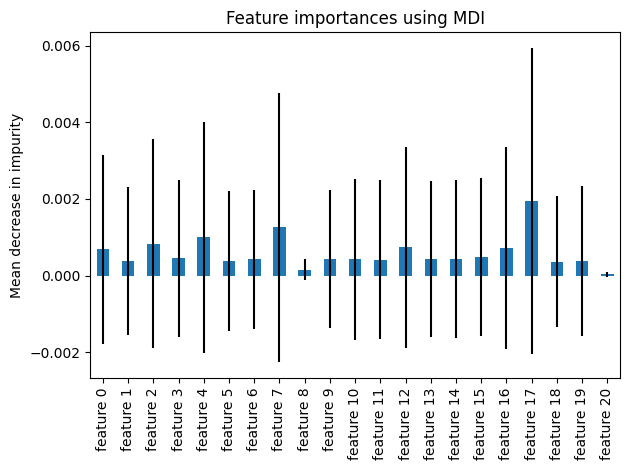 Feature importances using MDI
Mean decrease in impurity
0.006
0.004
0.002
0.000
−0.002
feature 0
feature 1
feature 2
feature 3
feature 4
feature 5
feature 6
feature 7
feature 8
feature 9
feature 10
feature 11
feature 12
feature 13
feature 14
feature 15
feature 16
feature 17
feature 18
feature 19
feature 20